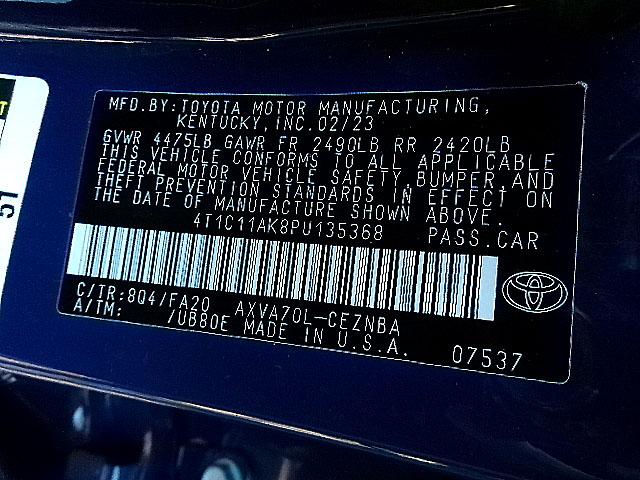 MFD. BY: TOYOTA MOTOR MANUFACTURING,
KENTUCKY, INC. 02/23
GVWR 4475LB GAWR FR 2490LB RR 2420LB
THIS VEHICLE CONFORMS TO ALL APPLICABLE
FEDERAL MOTOR VEHICLE SAFETY, BUMPER, AND
THEFT PREVENTION STANDARDS IN EFFECT ON
THE DATE OF MANUFACTURE SHOWN ABOVE.
4T1C11AK8PU135368 PASS. CAR
C/TR: 8Q4/FA20 AXVA70L-CEZNBA
A/TM: /UB80E MADE IN U.S.A. 07537